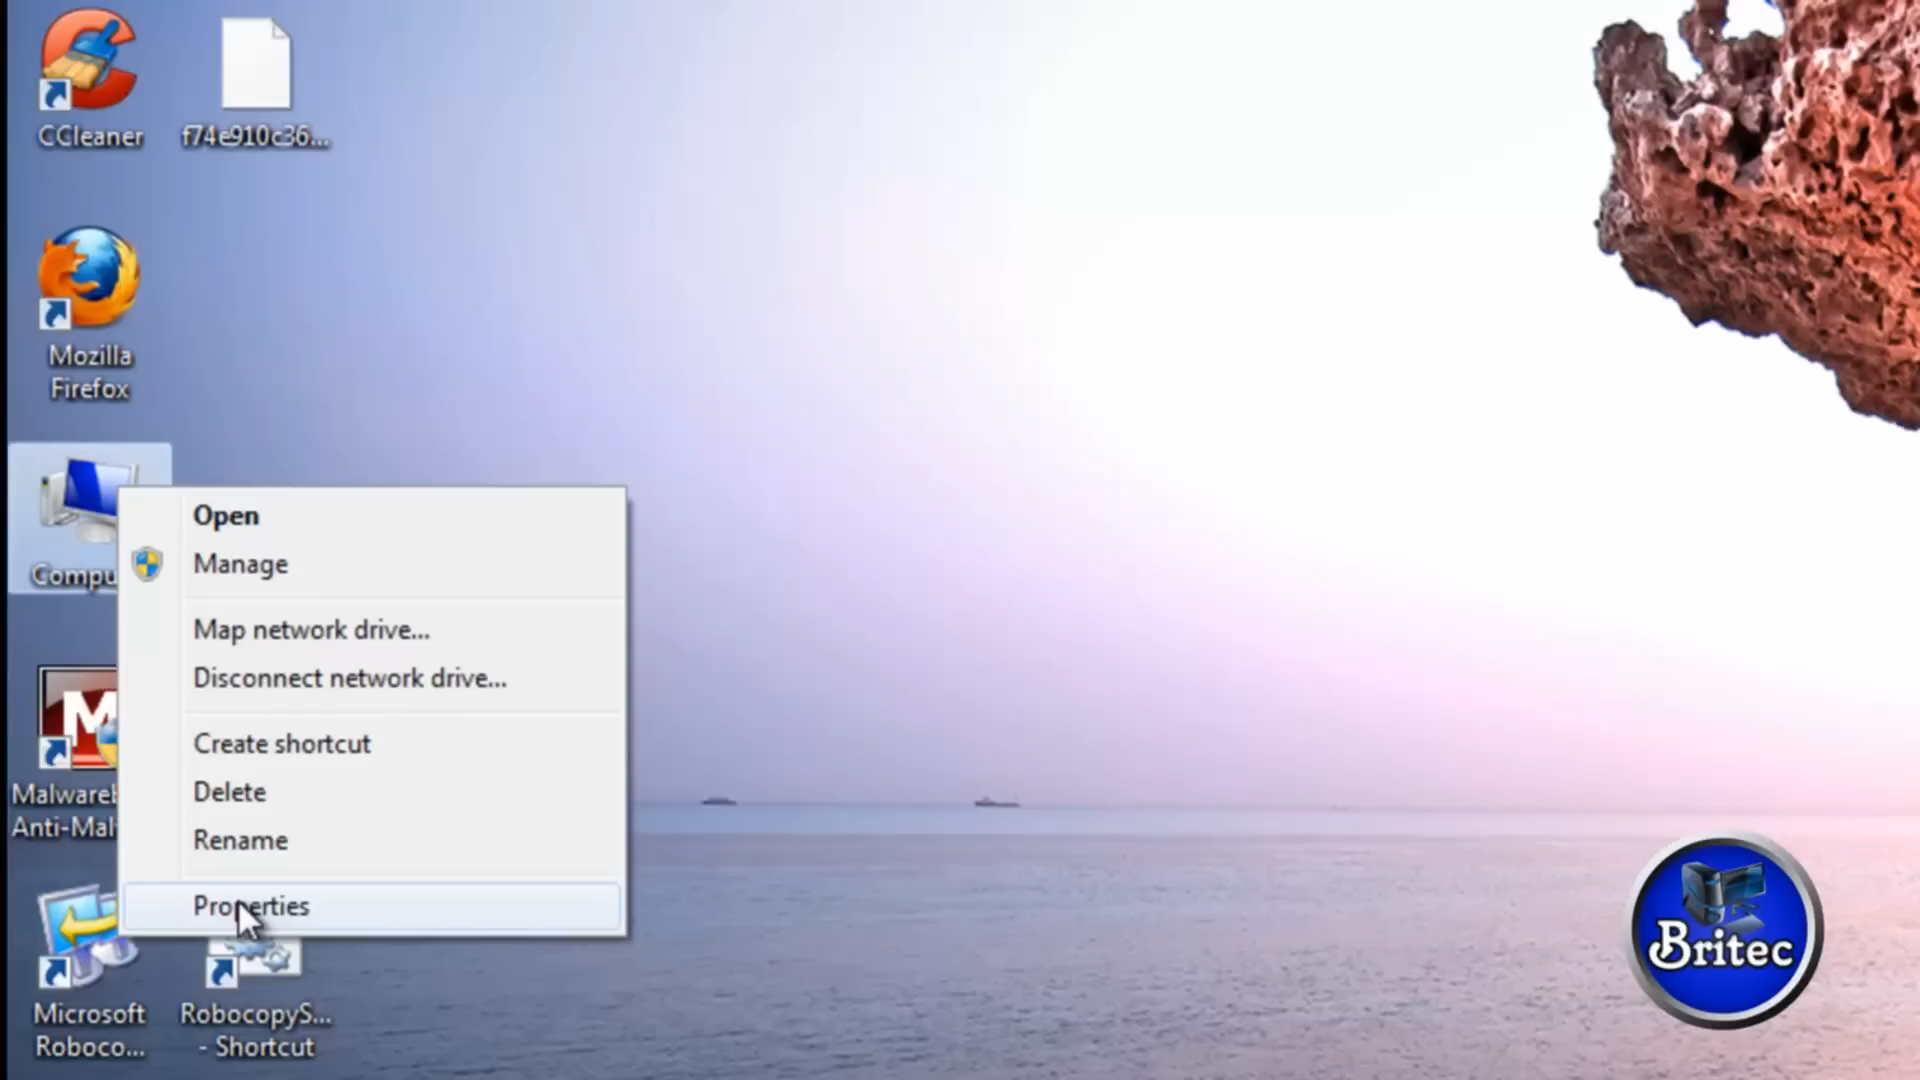 CCleaner
f74e910c36...
Mozilla
Firefox
Compu
Open
Manage
Map network drive...
Disconnect network drive...
Create shortcut
Delete
Rename
Properties
Malwareb
Anti-Mal
Microsoft
Roboco...
RobocopyS...
- Shortcut
Britec